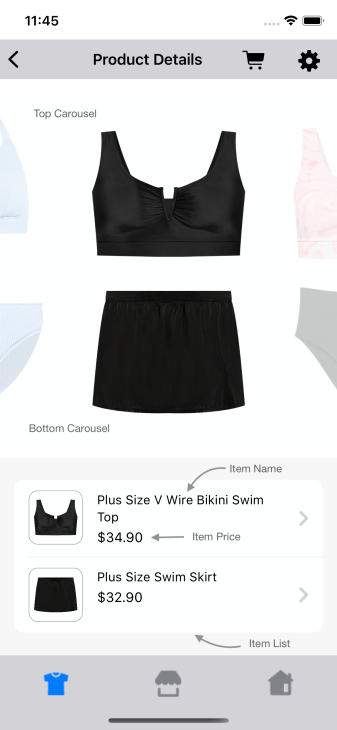 11:45
Product Details
Top Carousel
Bottom Carousel
Item Name
Plus Size V Wire Bikini Swim
Top
$34.90
Item Price
Plus Size Swim Skirt
$32.90
Item List